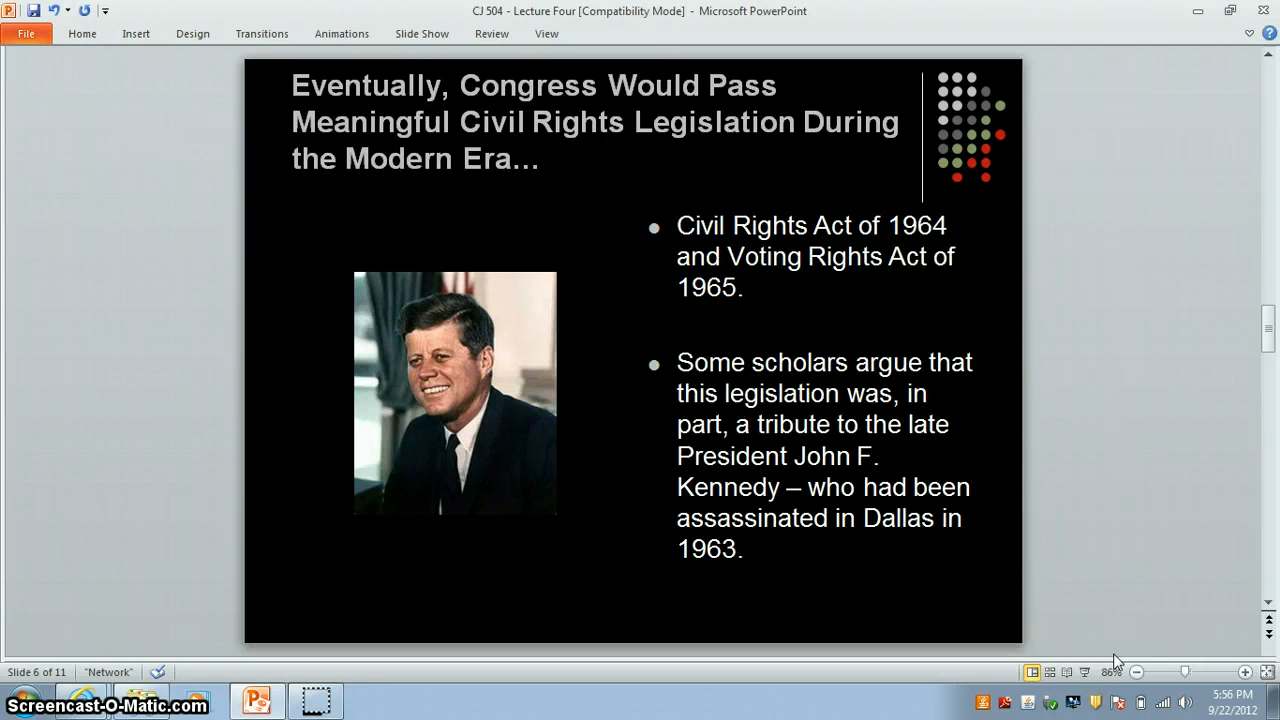 CJ 504 - Lecture Four [Compatibility Mode] - Microsoft PowerPoint
File Home Insert Design Transitions Animations Slide Show Review View
Eventually, Congress Would Pass
Meaningful Civil Rights Legislation During
the Modern Era…
Civil Rights Act of 1964
and Voting Rights Act of
1965.
Some scholars argue that
this legislation was, in
part, a tribute to the late
President John F.
Kennedy – who had been
assassinated in Dallas in
1963.
Slide 6 of 11 "Network" 86%
Screencast-O-Matic.com
5:56 PM
9/22/2012